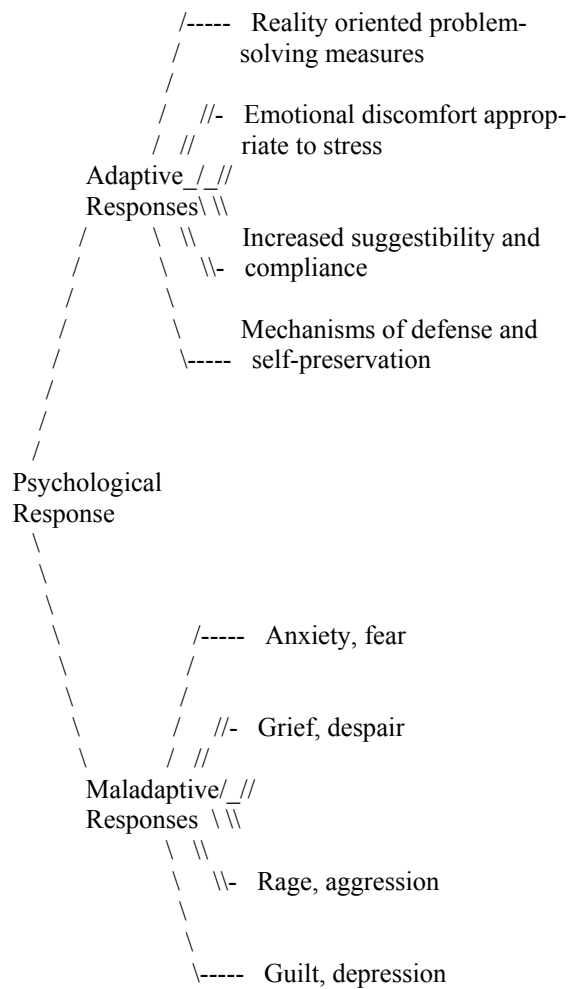 Reality oriented problem-
solving measures
Emotional discomfort approp-
riate to stress
Adaptive
Responses
Increased suggestibility and
compliance
Mechanisms of defense and
self-preservation
Psychological
Response
Anxiety, fear
Grief, despair
Maladaptive
Responses
Rage, aggression
Guilt, depression